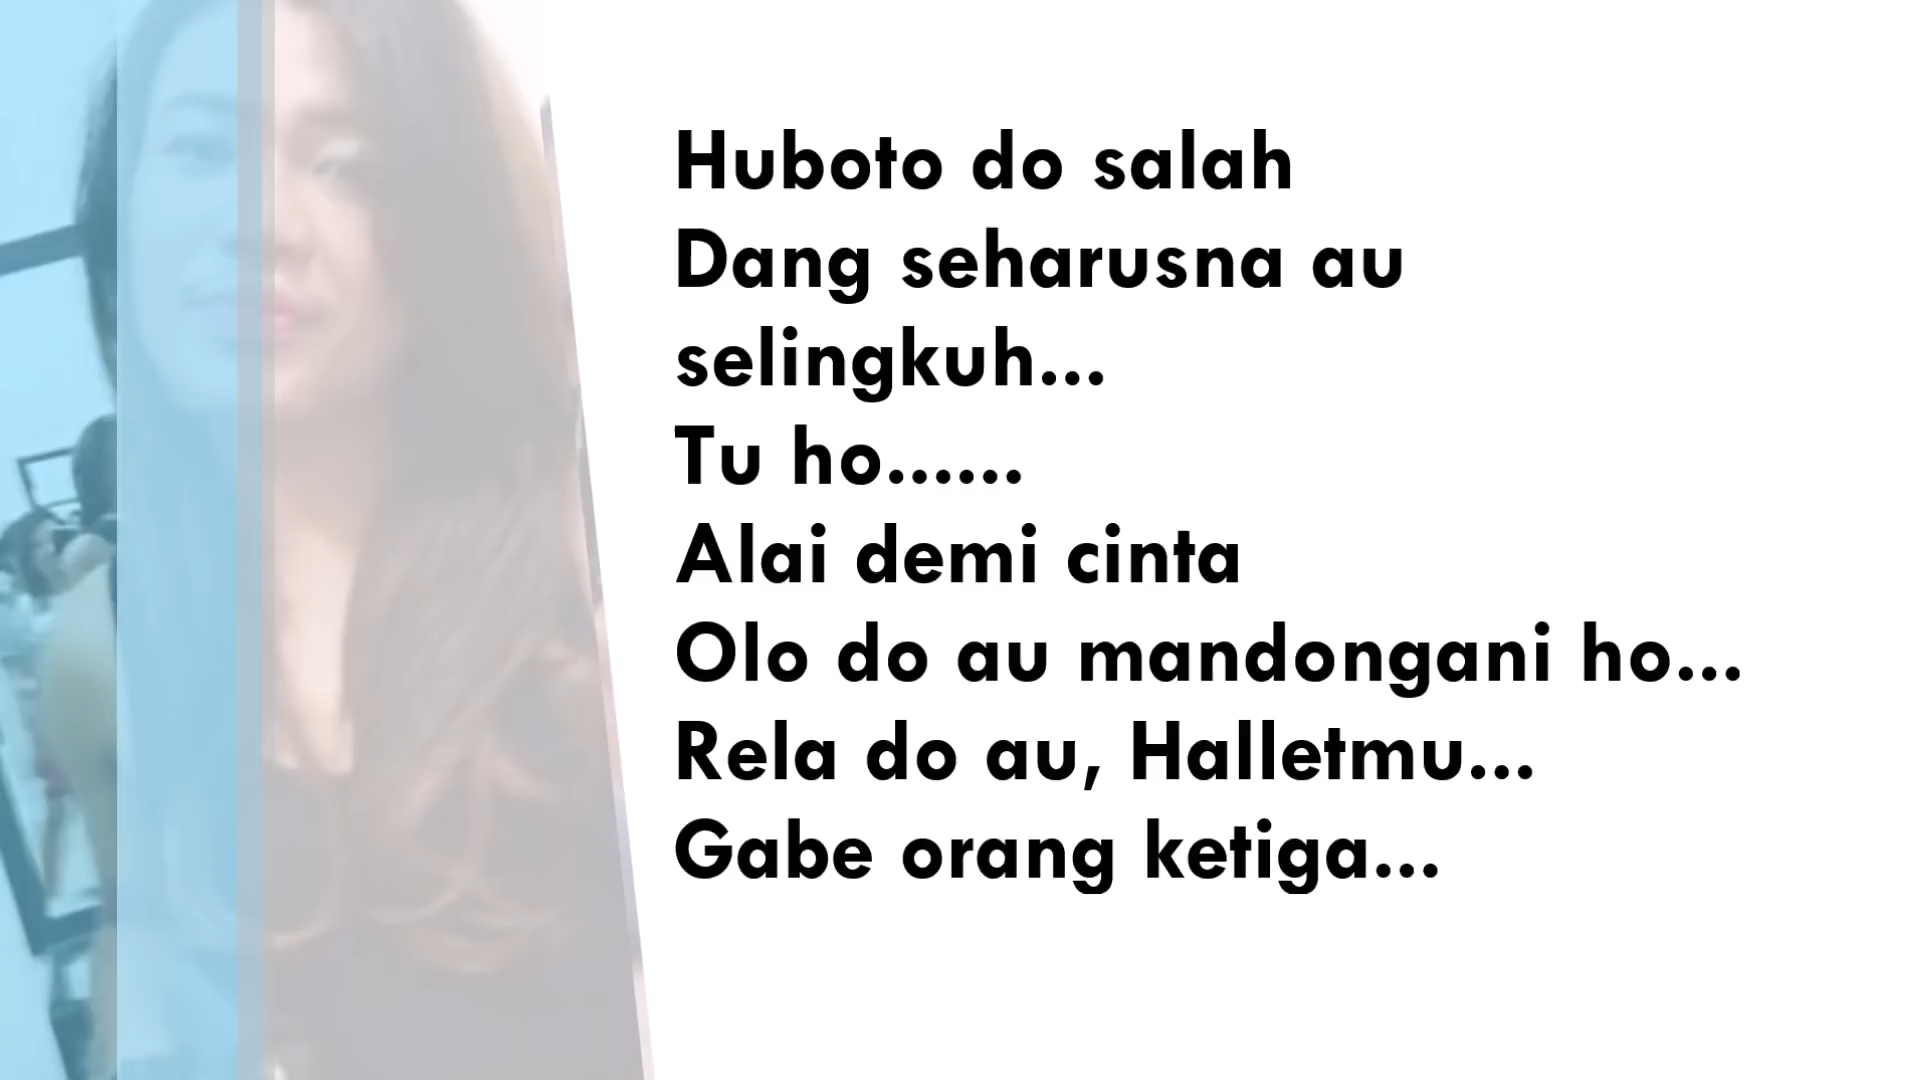 Huboto do salah
Dang seharusna au
selingkuh...
Tu ho......
Alai demi cinta
Olo do au mandongani ho...
Rela do au, Halletmu...
Gabe orang ketiga...